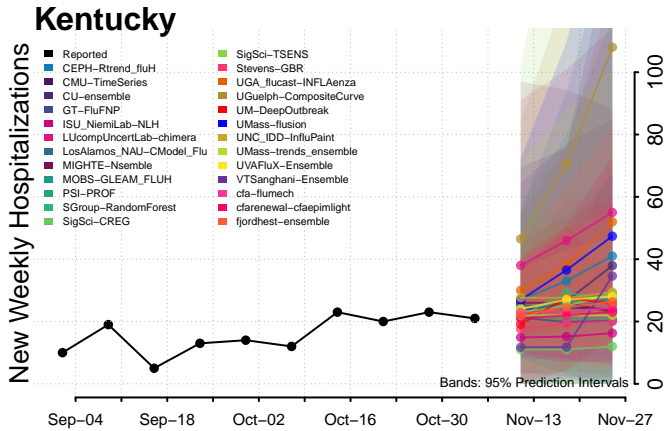 Kentucky
New Weekly Hospitalizations
Reported
CEPH−Rtrend_fluH
CMU−TimeSeries
CU−ensemble
GT−FluFNP
ISU_NiemiLab−NLH
LUcompUncertLab−chimera
LosAlamos_NAU−CModel_Flu
MIGHTE−Nsemble
MOBS−GLEAM_FLUH
PSI−PROF
SGroup−RandomForest
SigSci−CREG
SigSci−TSENS
Stevens−GBR
UGA_flucast−INFLAenza
UGuelph−CompositeCurve
UM−DeepOutbreak
UMass−flusion
UNC_IDD−InfluPaint
UMass−trends_ensemble
UVAFluX−Ensemble
VTSanghani−Ensemble
cfa−flumech
cfarenewal−cfaepimlight
fjordhest−ensemble
100
80
60
40
20
0
Bands: 95% Prediction Intervals
Sep−04
Sep−18
Oct−02
Oct−16
Oct−30
Nov−13
Nov−27